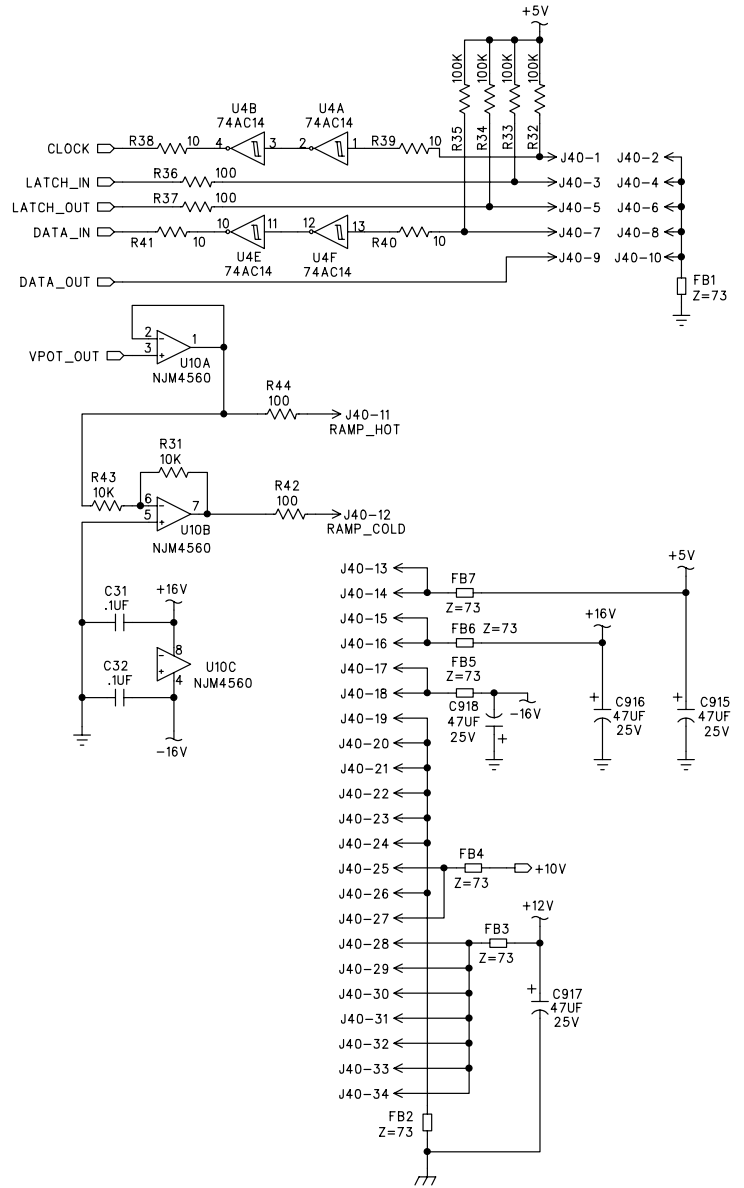 +5V
100K
100K
100K
100K
R35
R34
R33
R32
U4B
74AC14
U4A
74AC14
CLOCK
R38
10
4
3
2
1
R39
10
J40-1
J40-2
LATCH_IN
R36
100
J40-3
J40-4
LATCH_OUT
R37
100
J40-5
J40-6
DATA_IN
R41
10
10
11
12
13
R40
10
J40-7
J40-8
U4E
74AC14
U4F
74AC14
J40-9
J40-10
DATA_OUT
FB1
Z=73
2
3
1
VPOT_OUT
U10A
NJM4560
R44
100
J40-11
RAMP_HOT
R31
10K
R43
10K
6
5
7
R42
100
J40-12
RAMP_COLD
U10B
NJM4560
C31
.1UF
+16V
8
4
U10C
NJM4560
C32
.1UF
-16V
J40-13
J40-14
FB7
Z=73
+5V
J40-15
J40-16
FB6
Z=73
+16V
J40-17
J40-18
FB5
Z=73
C918
47UF
25V
+
-16V
+
C916
47UF
25V
+
C915
47UF
25V
J40-19
J40-20
J40-21
J40-22
J40-23
J40-24
J40-25
FB4
Z=73
+10V
J40-26
J40-27
J40-28
FB3
Z=73
+12V
J40-29
J40-30
J40-31
J40-32
J40-33
J40-34
+
C917
47UF
25V
FB2
Z=73